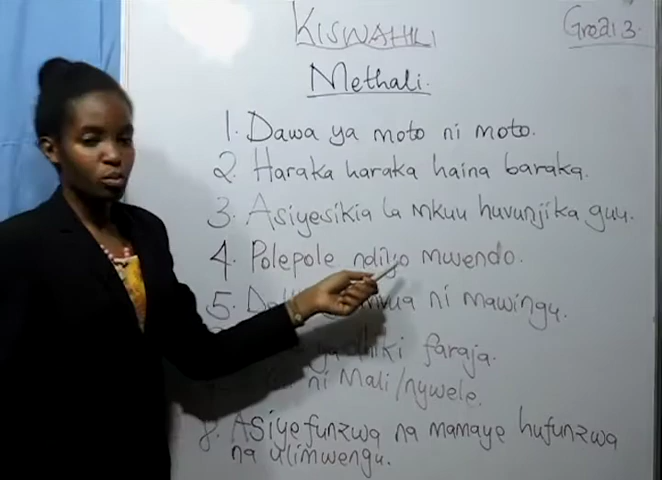 KISWAHILI
Gredi 3.
Methali.
1. Dawa ya moto ni moto.
2. Haraka haraka haina baraka.
3. Asiyesikia la mkuu huvunjika guu.
4. Polepole ndiyo mwendo.
5. ni mawingu.
dhiki faraja.
ni Mali/nywele.
8. Asiyefunzwa na mamaye hufunzwa
na ulimwengu.